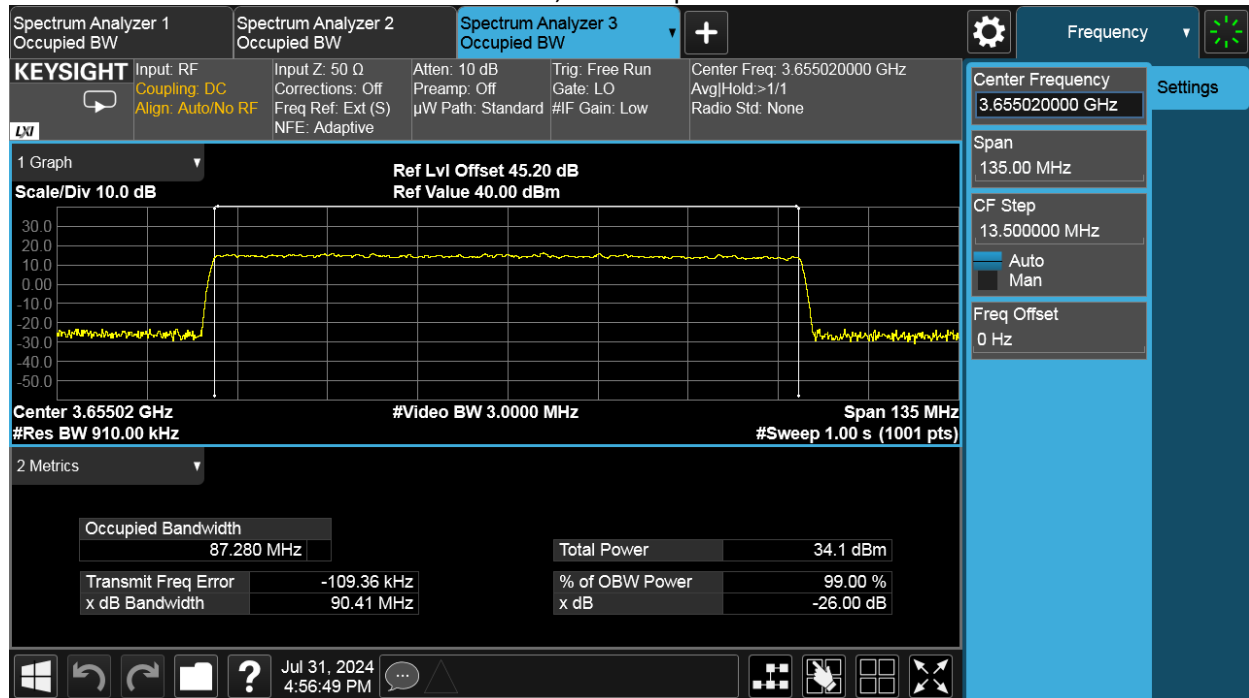 Spectrum Analyzer 1
Occupied BW
Spectrum Analyzer 2
Occupied BW
Spectrum Analyzer 3
Occupied BW
+
Frequency
KEYSIGHT
LXI
Input: RF
Coupling: DC
Align: Auto/No RF
Input Z: 50 Ω
Corrections: Off
Freq Ref: Ext (S)
NFE: Adaptive
Atten: 10 dB
Preamp: Off
µW Path: Standard
Trig: Free Run
Gate: LO
#IF Gain: Low
Center Freq: 3.655020000 GHz
Avg|Hold:>1/1
Radio Std: None
Center Frequency
3.655020000 GHz
Settings
Span
135.00 MHz
CF Step
13.500000 MHz
Auto
Man
Freq Offset
0 Hz
1 Graph
Scale/Div 10.0 dB
Ref Lvl Offset 45.20 dB
Ref Value 40.00 dBm
30.0
20.0
10.0
0.00
-10.0
-20.0
-30.0
-40.0
-50.0
Center 3.65502 GHz
#Video BW 3.0000 MHz
Span 135 MHz
#Res BW 910.00 kHz
#Sweep 1.00 s (1001 pts)
2 Metrics
Occupied Bandwidth
87.280 MHz
Total Power 34.1 dBm
Transmit Freq Error -109.36 kHz
% of OBW Power 99.00 %
x dB Bandwidth 90.41 MHz
x dB -26.00 dB
?
Jul 31, 2024
4:56:49 PM